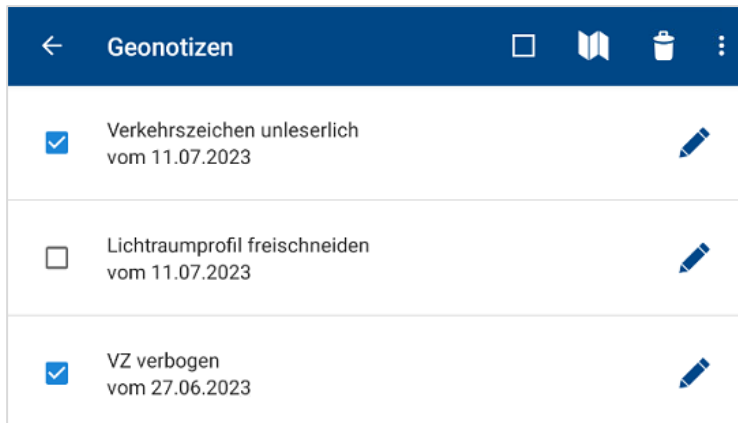 Geonotizen
Verkehrszeichen unleserlich
vom 11.07.2023
Lichtraumprofil freischneiden
vom 11.07.2023
VZ verbogen
vom 27.06.2023